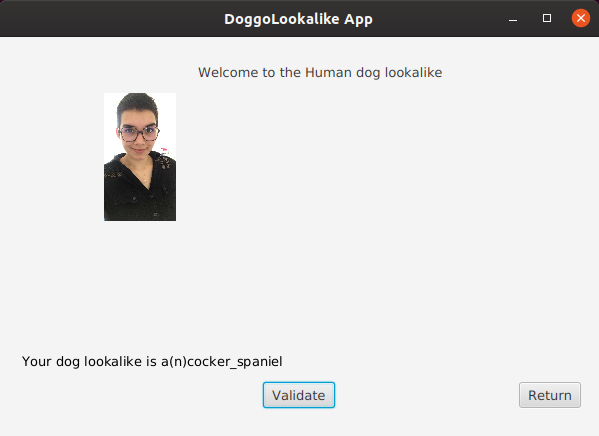 DoggoLookalike App
Welcome to the Human dog lookalike
Your dog lookalike is a(n)cocker_spaniel
Validate
Return